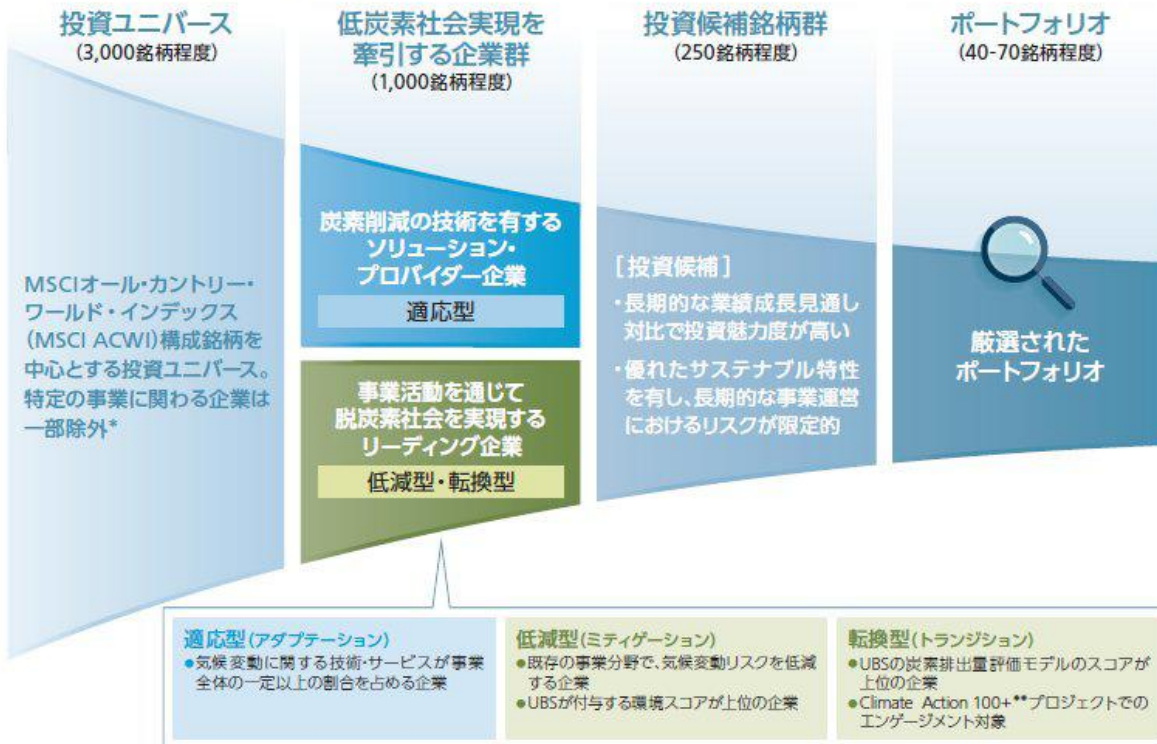 投資ユニバース
(3,000銘柄程度)
低炭素社会実現を
牽引する企業群
(1,000銘柄程度)
投資候補銘柄群
(250銘柄程度)
ポートフォリオ
(40-70銘柄程度)
MSCIオール・カントリー・
ワールド・インデックス
(MSCI ACWI)構成銘柄を
中心とする投資ユニバース。
特定の事業に関わる企業は
一部除外*
炭素削減の技術を有する
ソリューション・
プロバイダー企業
適応型
事業活動を通じて
脱炭素社会を実現する
リーディング企業
低減型・転換型
[投資候補]
・長期的な業績成長見通し
対比で投資魅力度が高い
・優れたサステナブル特性
を有し、長期的な事業運営
におけるリスクが限定的
厳選された
ポートフォリオ
適応型(アダプテーション)
●気候変動に関する技術・サービスが事業
全体の一定以上の割合を占める企業
低減型(ミティゲーション)
●既存の事業分野で、気候変動リスクを低減
する企業
●UBSが付与する環境スコアが上位の企業
転換型(トランジション)
●UBSの炭素排出量評価モデルのスコアが
上位の企業
●Climate Action 100+**プロジェクトでの
エンゲージメント対象